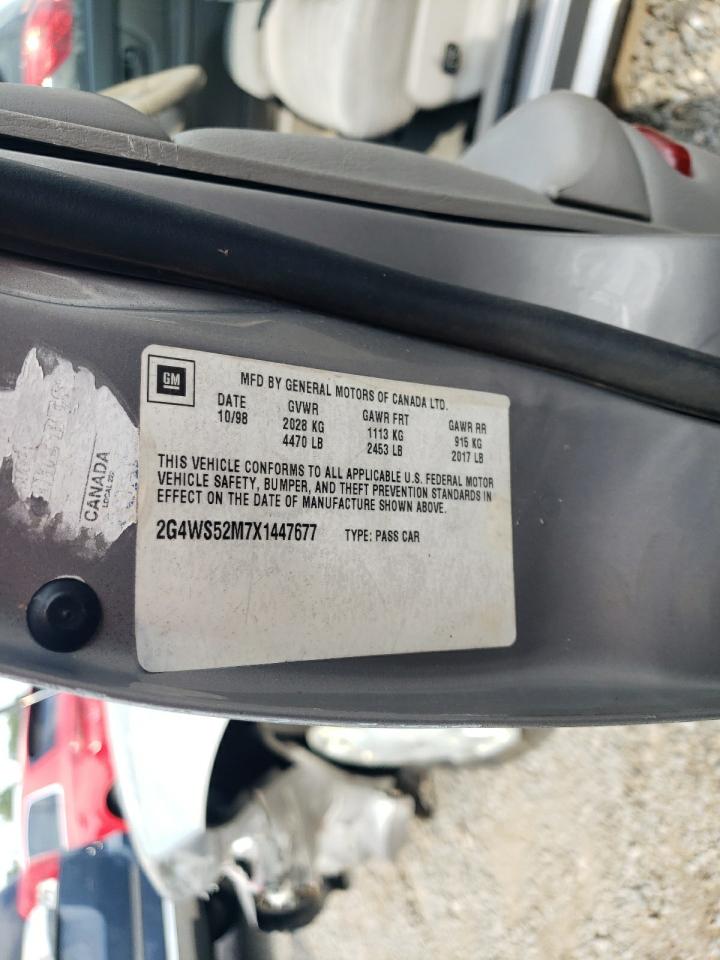 GM
MFD BY GENERAL MOTORS OF CANADA LTD.
DATE GVWR GAWR FRT GAWR RR
10/98 2028 KG 1113 KG 915 KG
4470 LB 2453 LB 2017 LB
THIS VEHICLE CONFORMS TO ALL APPLICABLE U.S. FEDERAL MOTOR
VEHICLE SAFETY, BUMPER, AND THEFT PREVENTION STANDARDS IN
EFFECT ON THE DATE OF MANUFACTURE SHOWN ABOVE.
2G4WS52M7X1447677 TYPE: PASS CAR
CANADA
LOCAL 222